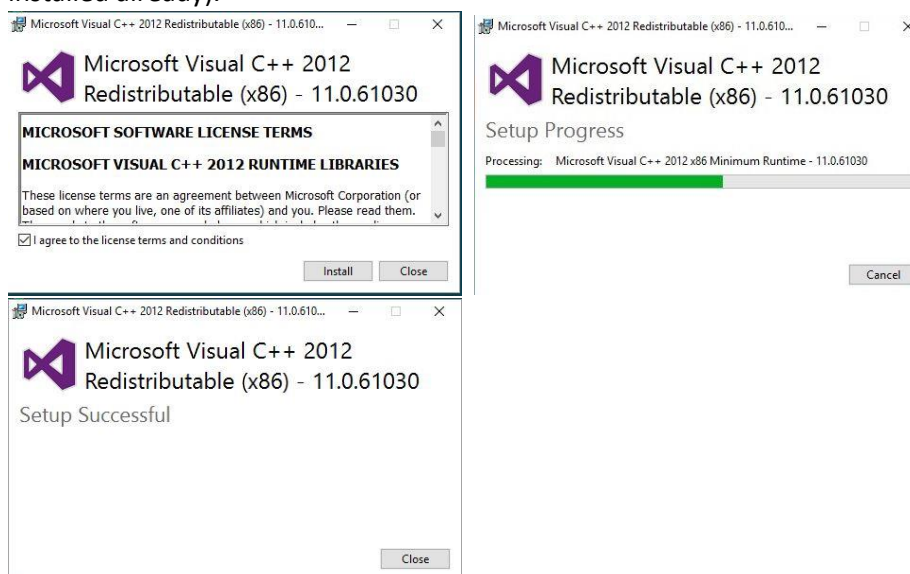 installed already).
Microsoft Visual C++ 2012 Redistributable (x86) - 11.0.610...
Microsoft Visual C++ 2012
Redistributable (x86) - 11.0.61030
MICROSOFT SOFTWARE LICENSE TERMS
MICROSOFT VISUAL C++ 2012 RUNTIME LIBRARIES
These license terms are an agreement between Microsoft Corporation (or
based on where you live, one of its affiliates) and you. Please read them.
I agree to the license terms and conditions
Install Close
Microsoft Visual C++ 2012 Redistributable (x86) - 11.0.610...
Microsoft Visual C++ 2012
Redistributable (x86) - 11.0.61030
Setup Progress
Processing: Microsoft Visual C++ 2012 x86 Minimum Runtime - 11.0.61030
Cancel
Microsoft Visual C++ 2012 Redistributable (x86) - 11.0.610...
Microsoft Visual C++ 2012
Redistributable (x86) - 11.0.61030
Setup Successful
Close